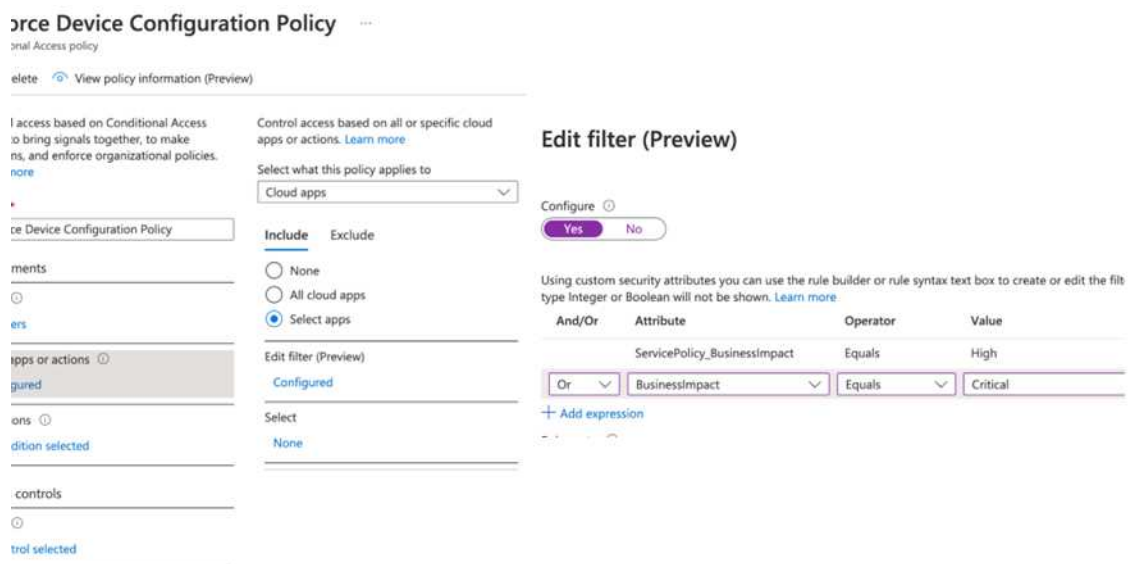 orce Device Configuration Policy ...
onal Access policy
elete View policy information (Preview)
l access based on Conditional Access
to bring signals together, to make
ns, and enforce organizational policies.
more
ce Device Configuration Policy
ments
ers
apps or actions
gured
ons
dition selected
controls
trol selected
Control access based on all or specific cloud
apps or actions. Learn more
Select what this policy applies to
Cloud apps
Include Exclude
None
All cloud apps
Select apps
Edit filter (Preview)
Configured
Select
None
Edit filter (Preview)
Configure
Yes No
Using custom security attributes you can use the rule builder or rule syntax text box to create or edit the filt
type Integer or Boolean will not be shown. Learn more
And/Or Attribute Operator Value
ServicePolicy_BusinessImpact Equals High
Or BusinessImpact Equals Critical
+ Add expression